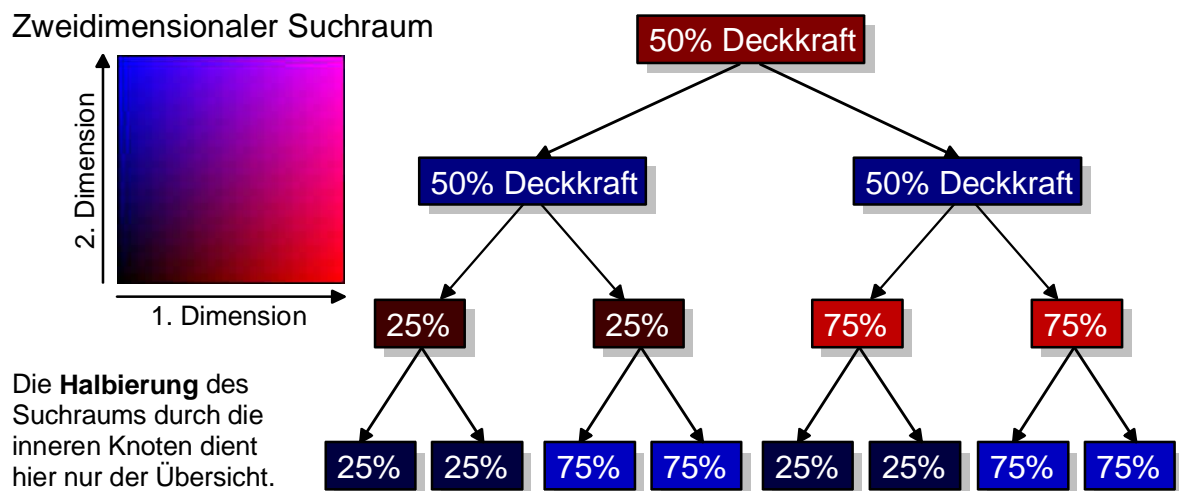 Zweidimensionaler Suchraum
2. Dimension
1. Dimension
Die Halbierung des
Suchraums durch die
inneren Knoten dient
hier nur der Übersicht.
50% Deckkraft
50% Deckkraft 50% Deckkraft
25% 25% 75% 75%
25% 25% 75% 75% 25% 25% 75% 75%